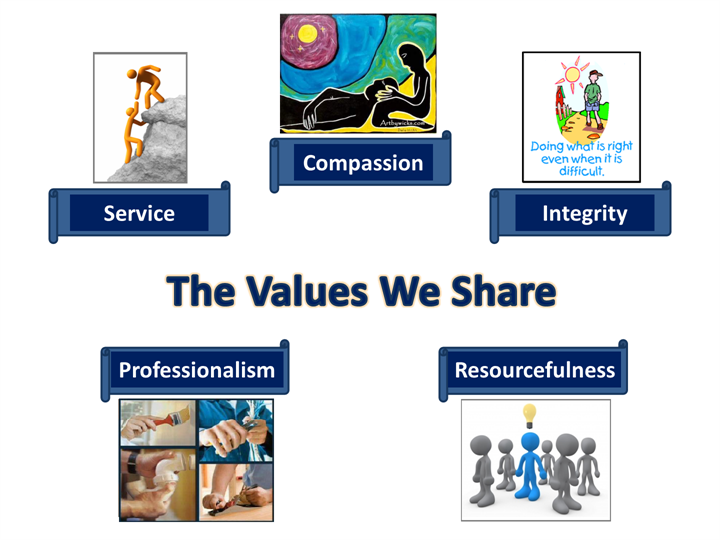 Artbywicks.com
Compassion
Doing what is right
even when it is
difficult.
Service
Integrity
The Values We Share
Professionalism
Resourcefulness